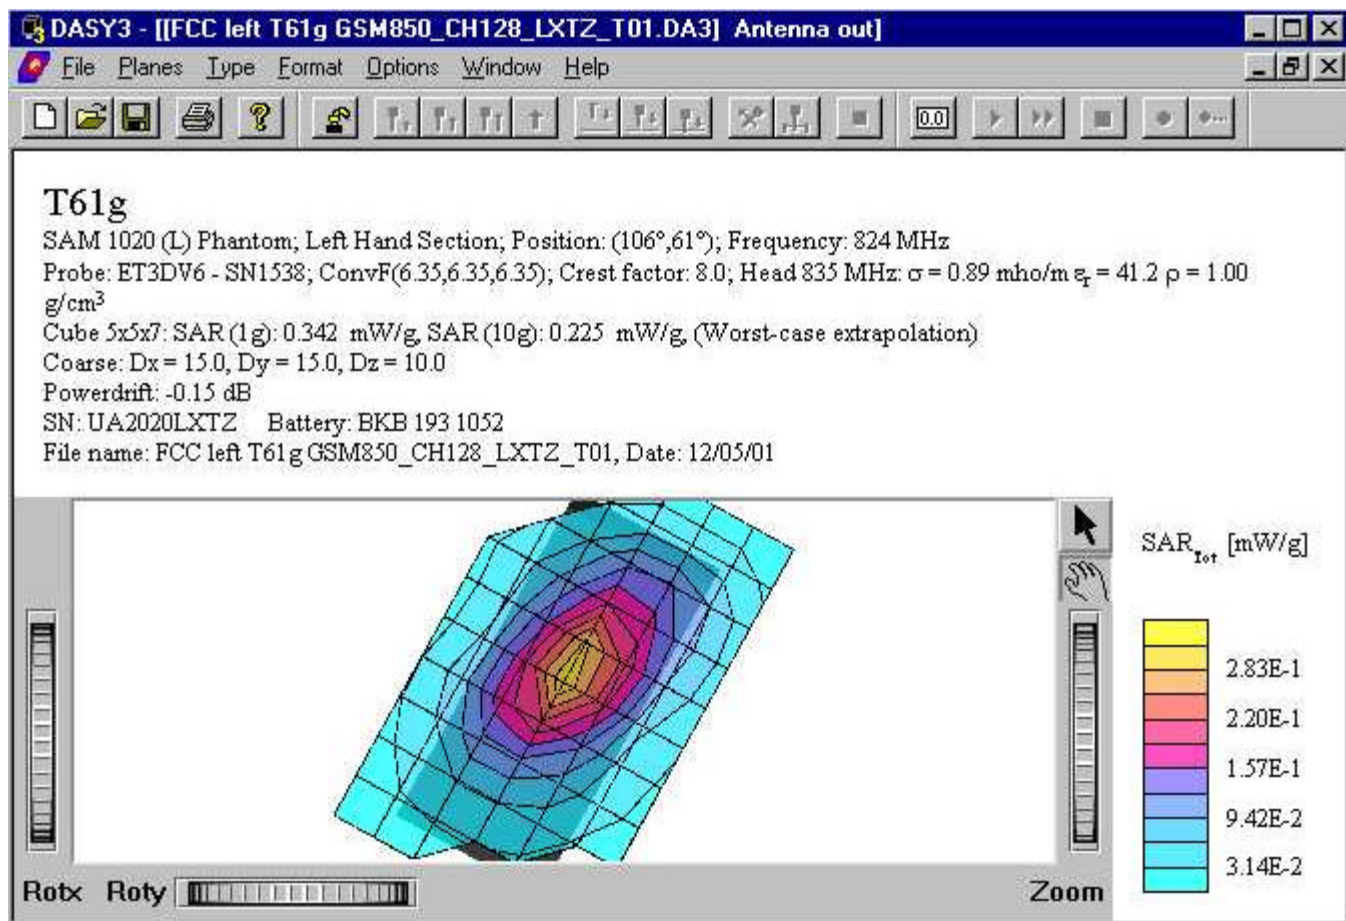 DASY3 - [[FCC left T61g GSM850_CH128_LXTZ_T01.DA3] Antenna out]
File Planes Type Format Options Window Help
0.0
T61g
SAM 1020 (L) Phantom; Left Hand Section; Position: (106°,61°); Frequency: 824 MHz
Probe: ET3DV6 - SN1538; ConvF(6.35,6.35,6.35); Crest factor: 8.0; Head 835 MHz: σ = 0.89 mho/m εr = 41.2 ρ = 1.00
g/cm³
Cube 5x5x7: SAR (1g): 0.342 mW/g, SAR (10g): 0.225 mW/g, (Worst-case extrapolation)
Coarse: Dx = 15.0, Dy = 15.0, Dz = 10.0
Powerdrift: -0.15 dB
SN: UA2020LXTZ Battery: BKB 193 1052
File name: FCC left T61g GSM850_CH128_LXTZ_T01, Date: 12/05/01
SARTot [mW/g]
2.83E-1
2.20E-1
1.57E-1
9.42E-2
3.14E-2
Rotx Roty Zoom